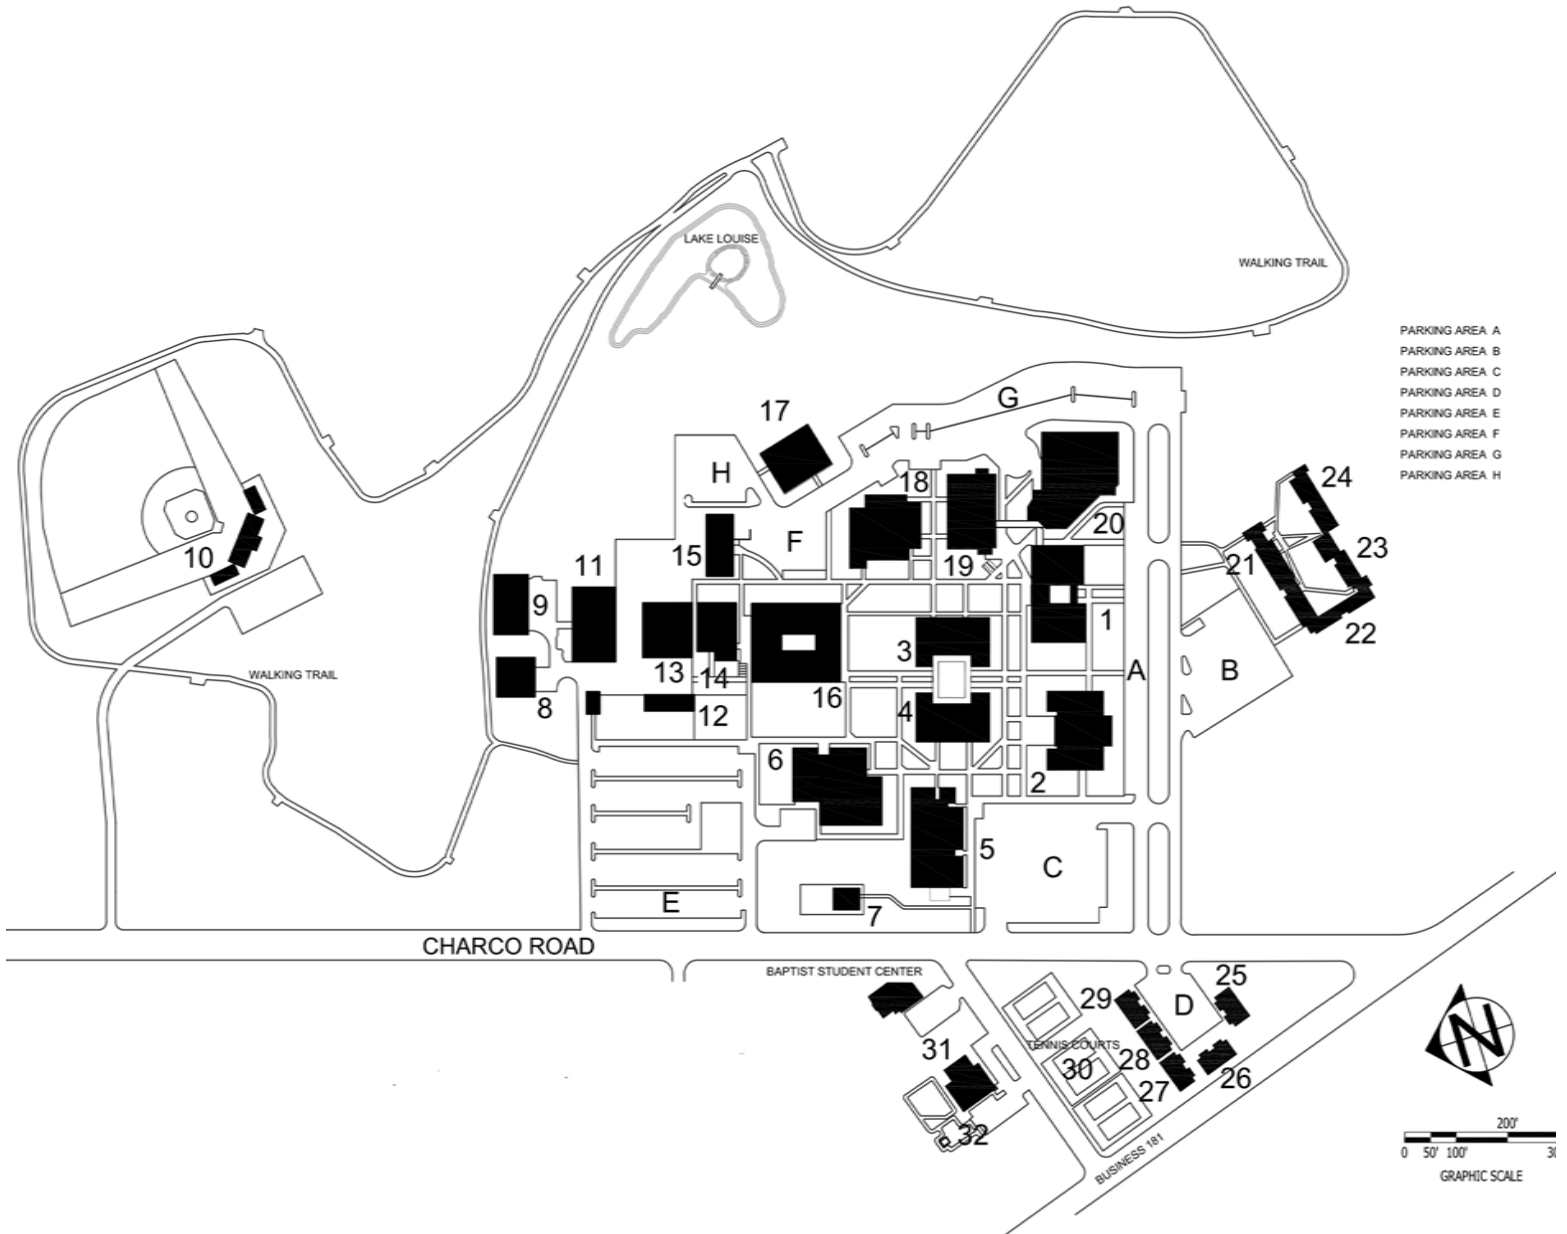 LAKE LOUISE
WALKING TRAIL
PARKING AREA A
PARKING AREA B
PARKING AREA C
PARKING AREA D
PARKING AREA E
PARKING AREA F
PARKING AREA G
PARKING AREA H
G
17
H
18
24
20
10
15
F
19
21
23
11
9
1
22
3
13
14
A
B
WALKING TRAIL
8
12
16
4
6
2
5
C
E
7
CHARCO ROAD
BAPTIST STUDENT CENTER
25
29
D
TENNIS COURTS
31
28
30
26
27
32
BUSINESS 181
N
200'
0 50' 100' 30
GRAPHIC SCALE